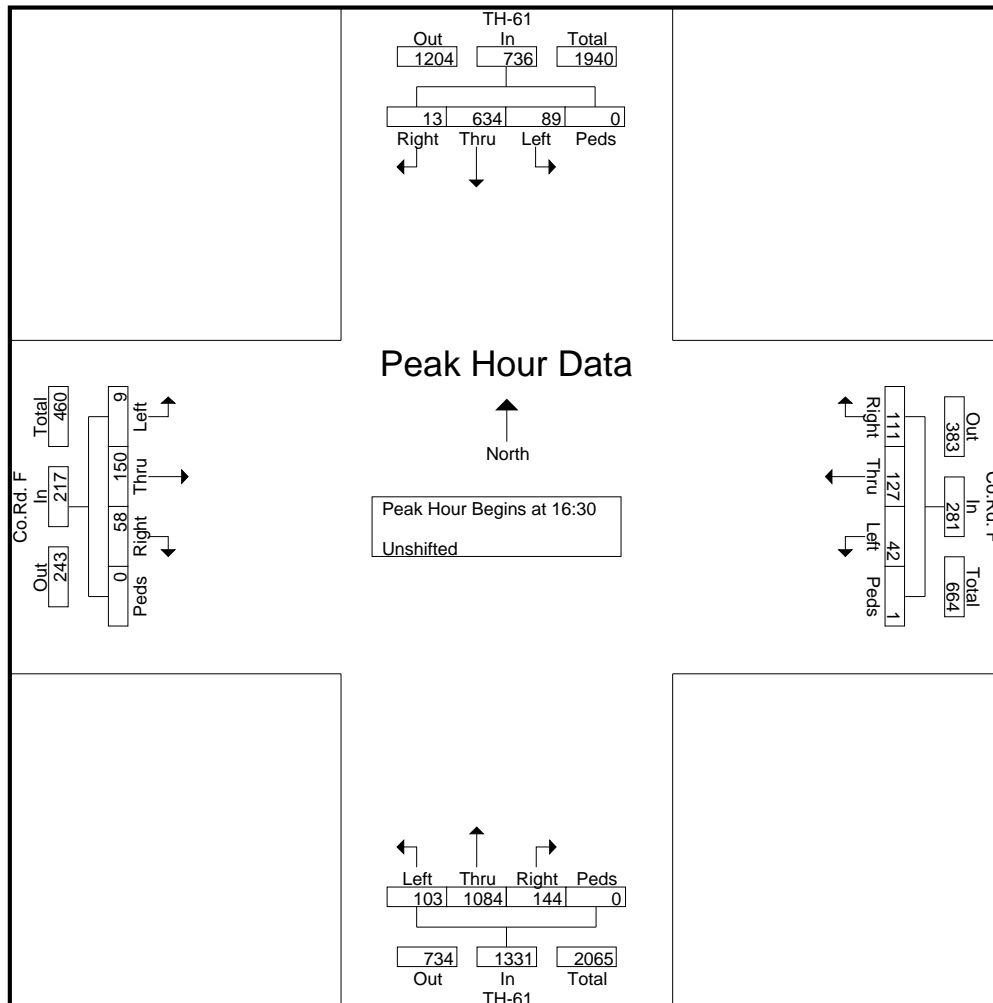 TH-61
Out In Total
1204 736 1940
13 634 89 0
Right Thru Left Peds
Peak Hour Data
North
Peak Hour Begins at 16:30
Unshifted
Co.Rd. F
Total In Out
460 217 243
9 150 58 0
Left Thru Right Peds
Right Thru Left Peds
111 127 42 1
Out In Total
383 281 664
Co.Rd. F
Left Thru Right Peds
103 1084 144 0
734 1331 2065
Out In Total
TH-61